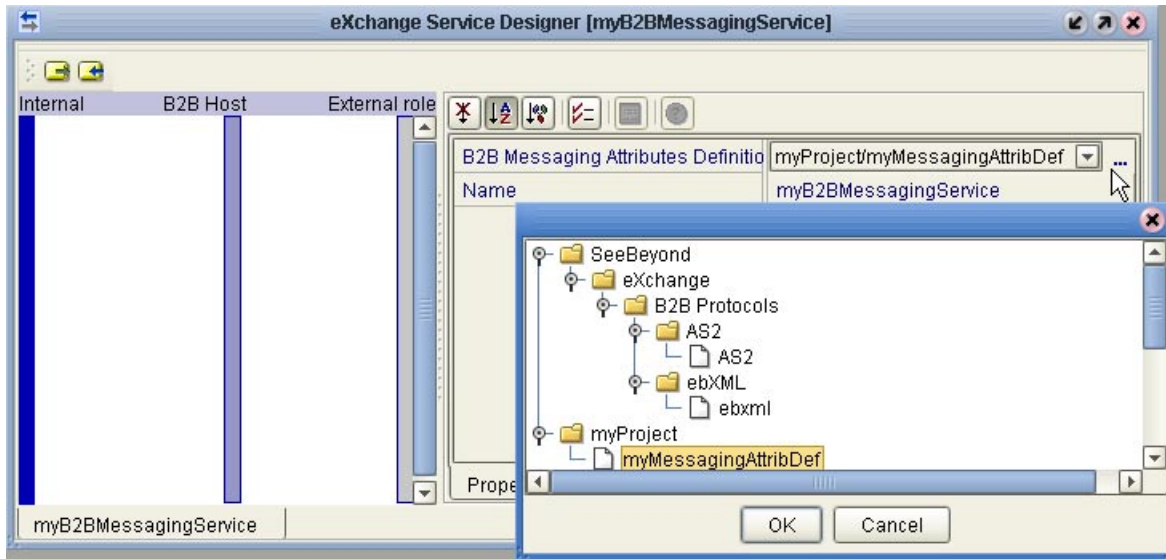 eXchange Service Designer [myB2BMessagingService]
Internal B2B Host External role
B2B Messaging Attributes Definitio myProject/myMessagingAttribDef ...
Name myB2BMessagingService
SeeBeyond
eXchange
B2B Protocols
AS2
AS2
ebXML
ebxml
myProject
myMessagingAttribDef
Prope
OK Cancel
myB2BMessagingService